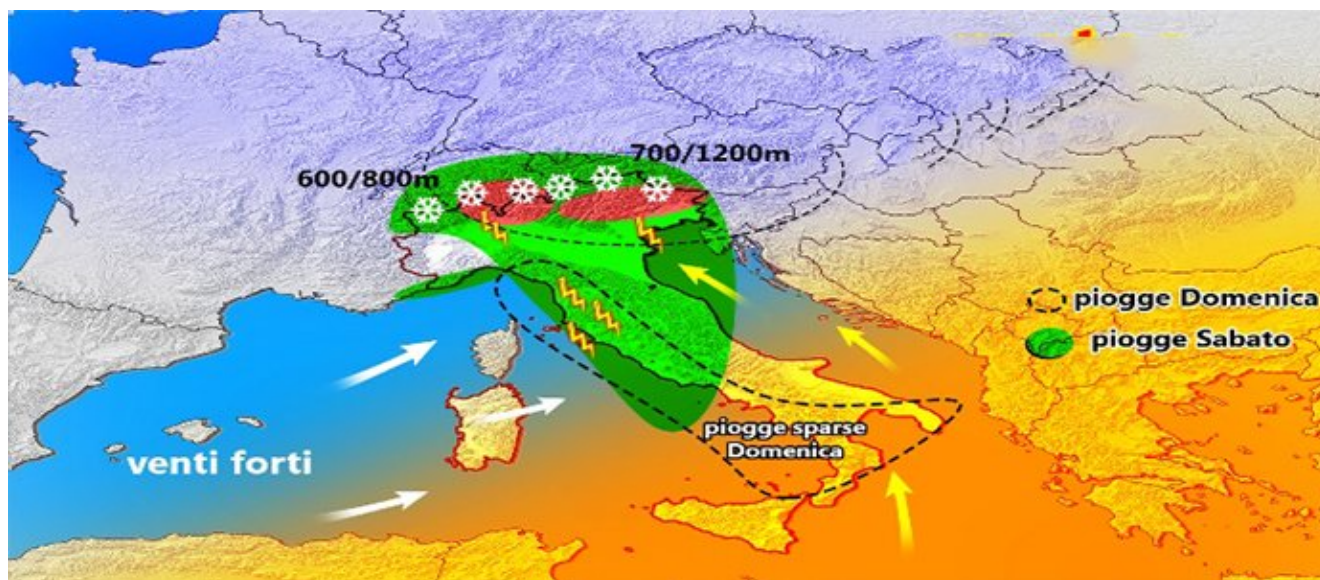 700/1200m
600/800m
piogge Domenica
piogge Sabato
piogge sparse
Domenica
venti forti